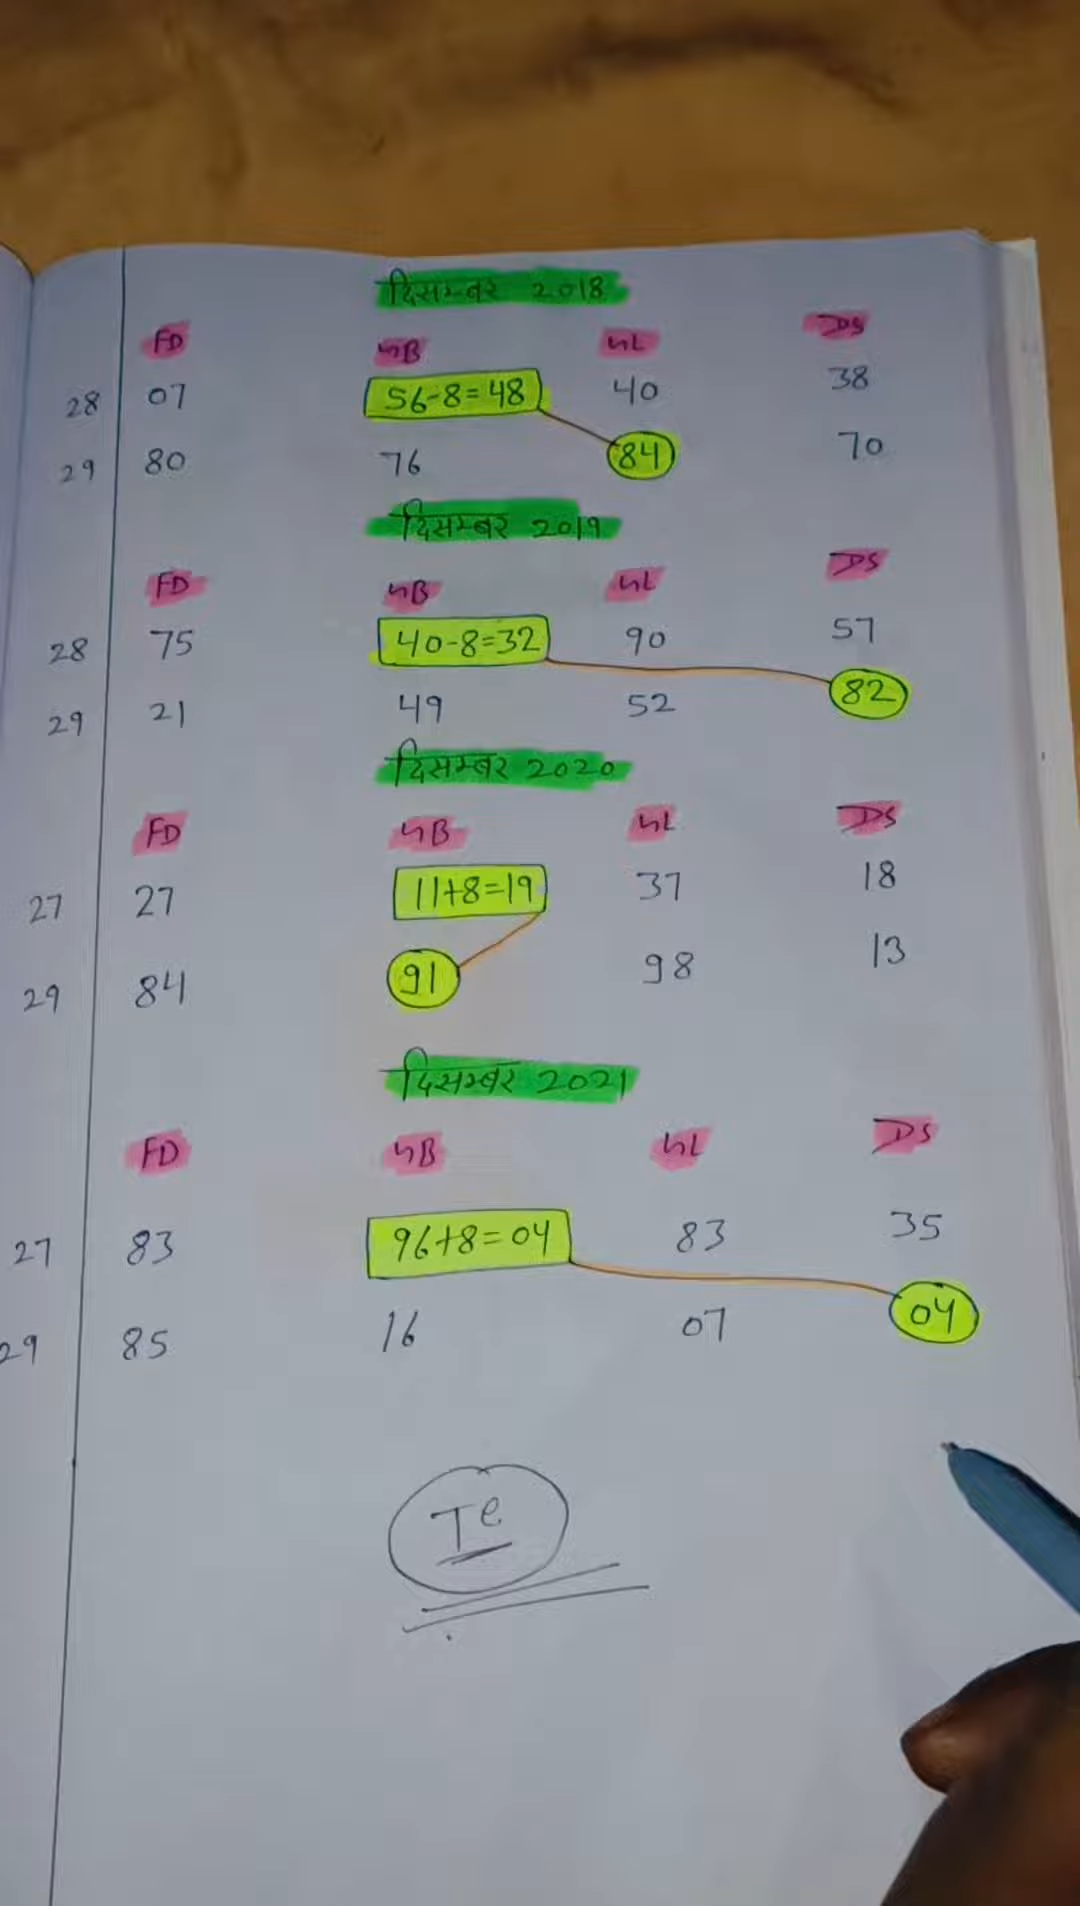 दिसम्बर 2018
FD GB GL DS
28 07 56-8=48 40 38
29 80 76 84 70
दिसम्बर 2019
FD GB GL DS
28 75 40-8=32 90 57
29 21 49 52 82
दिसम्बर 2020
FD GB GL DS
27 27 11+8=19 37 18
29 84 91 98 13
दिसम्बर 2021
FD GB GL DS
27 83 96+8=04 83 35
29 85 16 07 04
Te